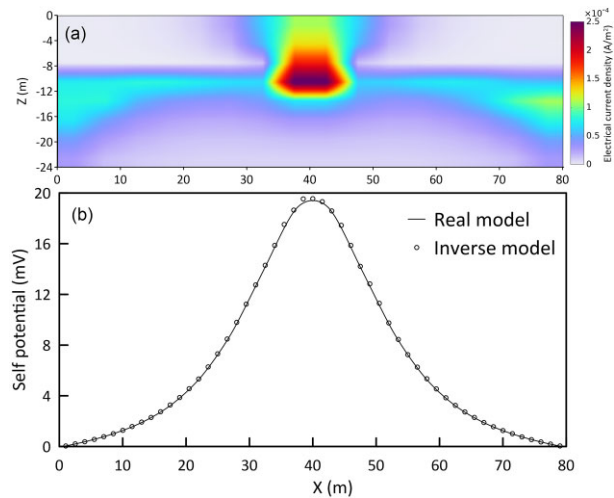 (a)
0
-4
-8
-12
-16
-20
-24
Z (m)
0 10 20 30 40 50 60 70 80
×10⁻⁴
2.5
2
1.5
1
0.5
0
Electrical current density (A/m²)
(b)
20
16
12
8
4
0
Self potential (mV)
Real model
Inverse model
0 10 20 30 40 50 60 70 80
X (m)